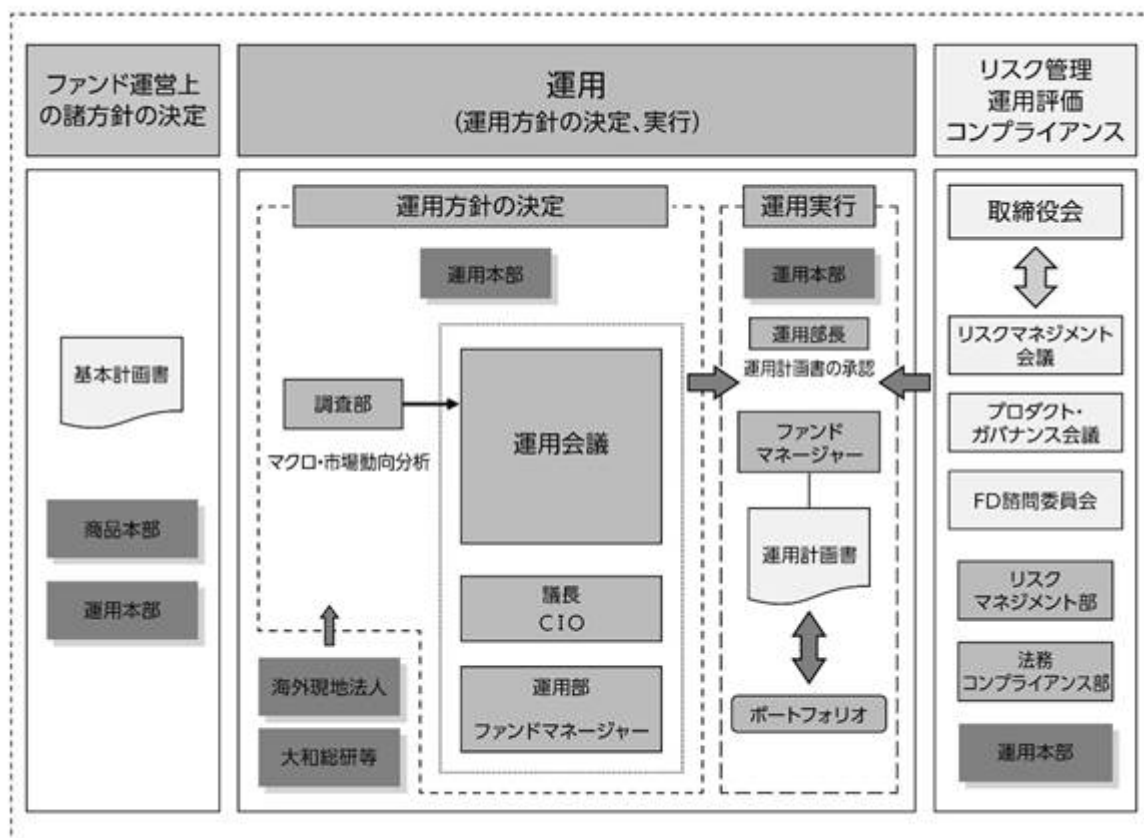 ファンド運営上
の諸方針の決定
運用
(運用方針の決定、実行)
リスク管理
運用評価
コンプライアンス
基本計画書
商品本部
運用本部
運用方針の決定
運用本部
調査部
マクロ・市場動向分析
運用会議
議長
CIO
運用部
ファンドマネージャー
海外現地法人
大和総研等
運用実行
運用本部
運用部長
運用計画書の承認
ファンド
マネージャー
運用計画書
ポートフォリオ
取締役会
リスクマネジメント
会議
プロダクト・
ガバナンス会議
FD諮問委員会
リスク
マネジメント部
法務
コンプライアンス部
運用本部